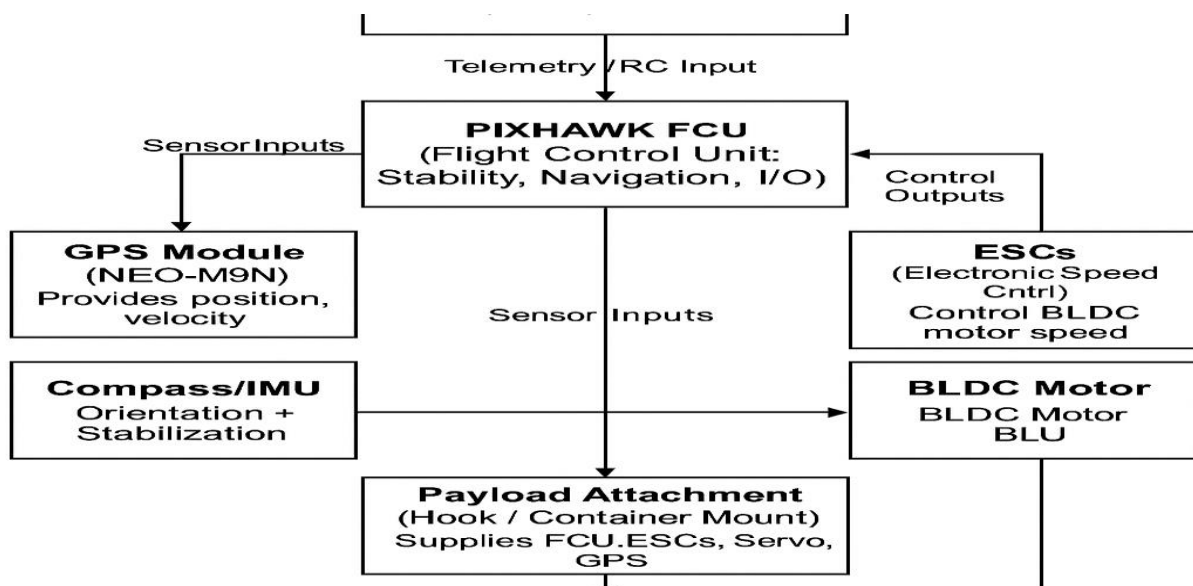 Telemetry /RC Input
PIXHAWK FCU
(Flight Control Unit:
Stability, Navigation, I/O)
Sensor Inputs
Control
Outputs
GPS Module
(NEO-M9N)
Provides position,
velocity
ESCs
(Electronic Speed
Cntrl)
Control BLDC
motor speed
Sensor Inputs
Compass/IMU
Orientation +
Stabilization
BLDC Motor
BLDC Motor
BLU
Payload Attachment
(Hook / Container Mount)
Supplies FCU.ESCs, Servo,
GPS